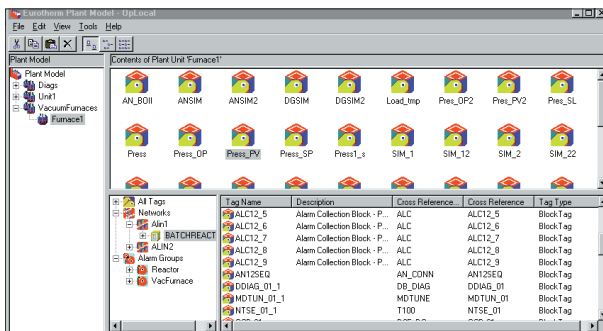 Eurotherm Plant Model - OpLocal
File Edit View Tools Help
Plant Model
Contents of Plant Unit 'Furnace1'
Plant Model
Diags
Unit1
VacuumFurnaces
Furnace1
AN_BOIl ANSIM ANSIM2 DGSIM DGSIM2 Load_tmp Pres_OP2 Pres_PV2 Pres_SL
Press Press_OP Press_PV Press_SP Press1_s SIM_1 SIM_12 SIM_2 SIM_22
All Tags
Networks
Alin1
BATCHREACT
ALIN2
Alarm Groups
Reactor
VacFurnace
Tag Name Description Cross Reference... Cross Reference Tag Type
ALC12_5 Alarm Collection Block - P... ALC ALC12_5 BlockTag
ALC12_6 Alarm Collection Block - P... ALC ALC12_6 BlockTag
ALC12_7 Alarm Collection Block - P... ALC ALC12_7 BlockTag
ALC12_8 Alarm Collection Block - P... ALC ALC12_8 BlockTag
ALC12_9 Alarm Collection Block - P... ALC ALC12_9 BlockTag
AN12SEQ AN_CONN AN12SEQ BlockTag
DDIAG_01_1 DB_DIAG DDIAG_01 BlockTag
MDTUN_01_1 MDTUNE MDTUN_01 BlockTag
NTSE_01_1 T100 NTSE_01 BlockTag